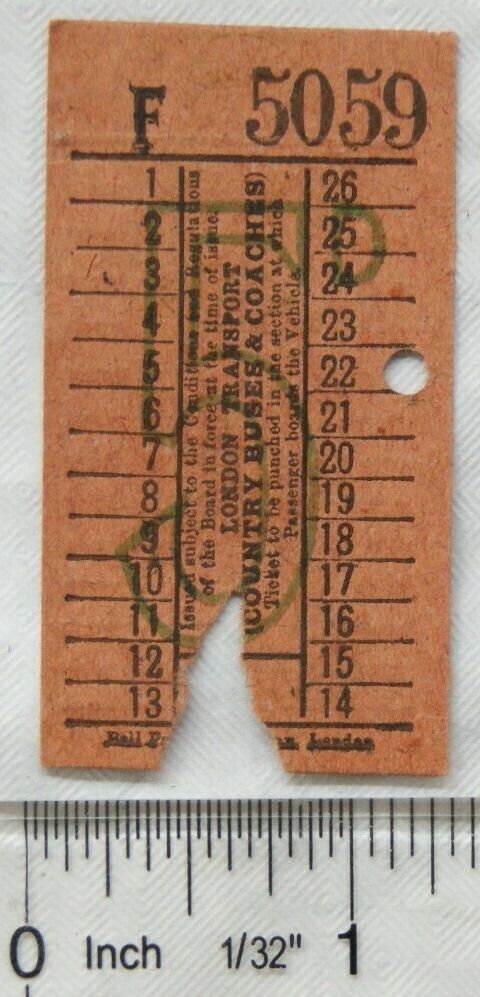 F 5059
1 26
2 25
3 24
4 23
5 22
6 21
7 20
8 19
9 18
10 17
11 16
12 15
13 14
Issued subject to the Conditions and Regulations
of the Board in force at the time of issue.
LONDON TRANSPORT
(COUNTRY BUSES & COACHES)
Ticket to be punched in the section at which
Passenger boards the Vehicle.
5P
Bell London
0 Inch 1/32" 1